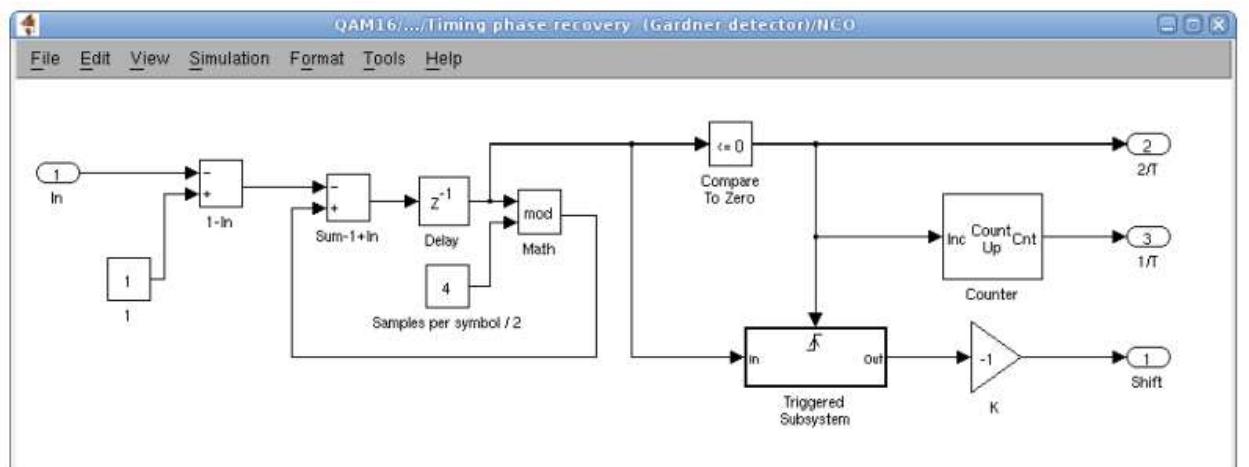 QAM16/.../Timing phase recovery (Gardner detector)/NCO
File Edit View Simulation Format Tools Help
1
In
-
+
1-In
1
1
-
+
Sum-1+In
Z-1
Delay
mod
Math
4
Samples per symbol / 2
<= 0
Compare
To Zero
2
2/T
Inc Count Cnt
Up
Counter
3
1/T
In Out
Triggered
Subsystem
-1
K
1
Shift